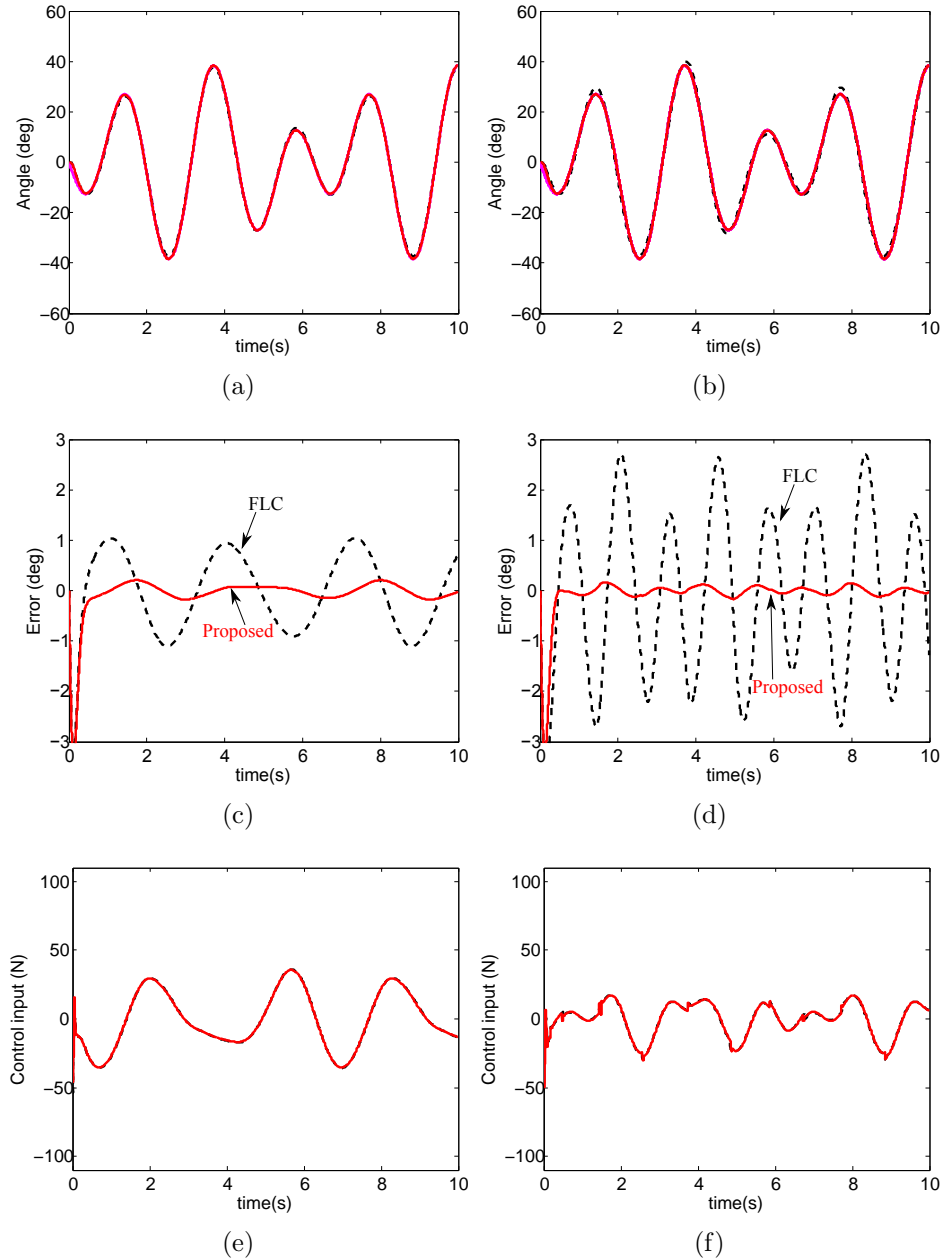 60
40
20
0
−20
−40
−60
Angle (deg)
0 2 4 6 8 10
time(s)
(a)
60
40
20
0
−20
−40
−60
Angle (deg)
0 2 4 6 8 10
time(s)
(b)
3
2
1
0
−1
−2
−3
Error (deg)
FLC
Proposed
0 2 4 6 8 10
time(s)
(c)
3
2
1
0
−1
−2
−3
Error (deg)
FLC
Proposed
0 2 4 6 8 10
time(s)
(d)
100
50
0
−50
−100
Control input (N)
0 2 4 6 8 10
time(s)
(e)
100
50
0
−50
−100
Control input (N)
0 2 4 6 8 10
time(s)
(f)